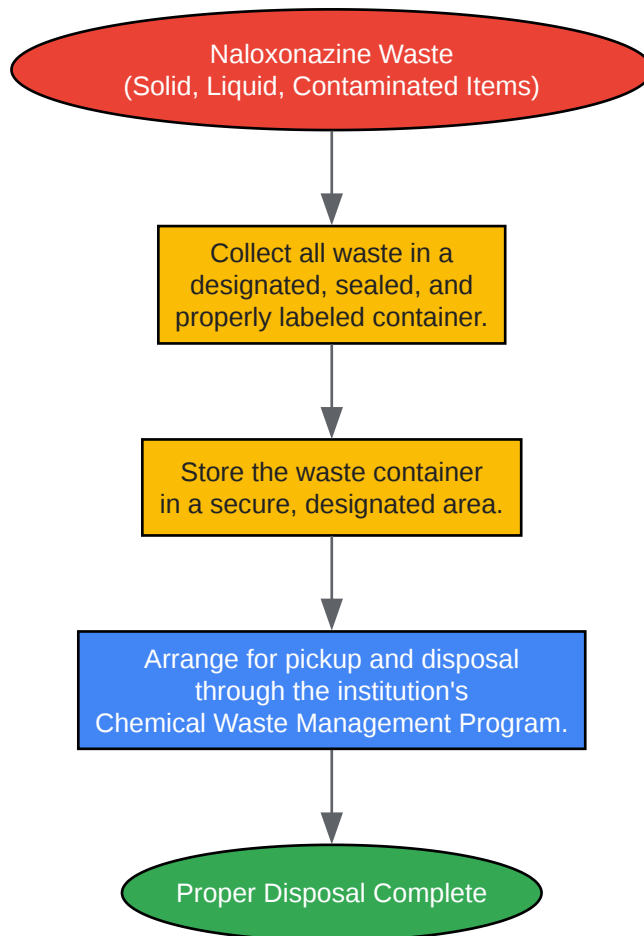 Naloxonazine Waste
(Solid, Liquid, Contaminated Items)
Collect all waste in a
designated, sealed, and
properly labeled container.
Store the waste container
in a secure, designated area.
Arrange for pickup and disposal
through the institution's
Chemical Waste Management Program.
Proper Disposal Complete